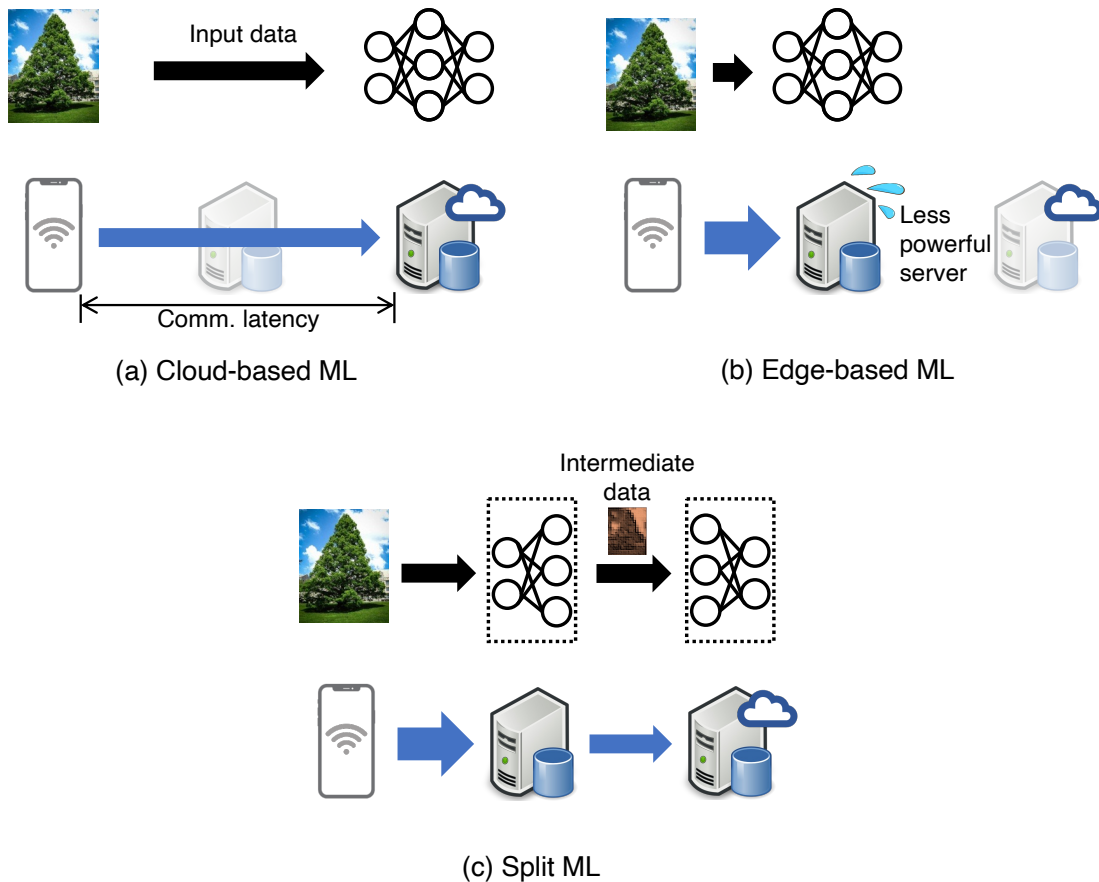 Input data
Comm. latency
(a) Cloud-based ML
Less
powerful
server
(b) Edge-based ML
Intermediate
data
(c) Split ML